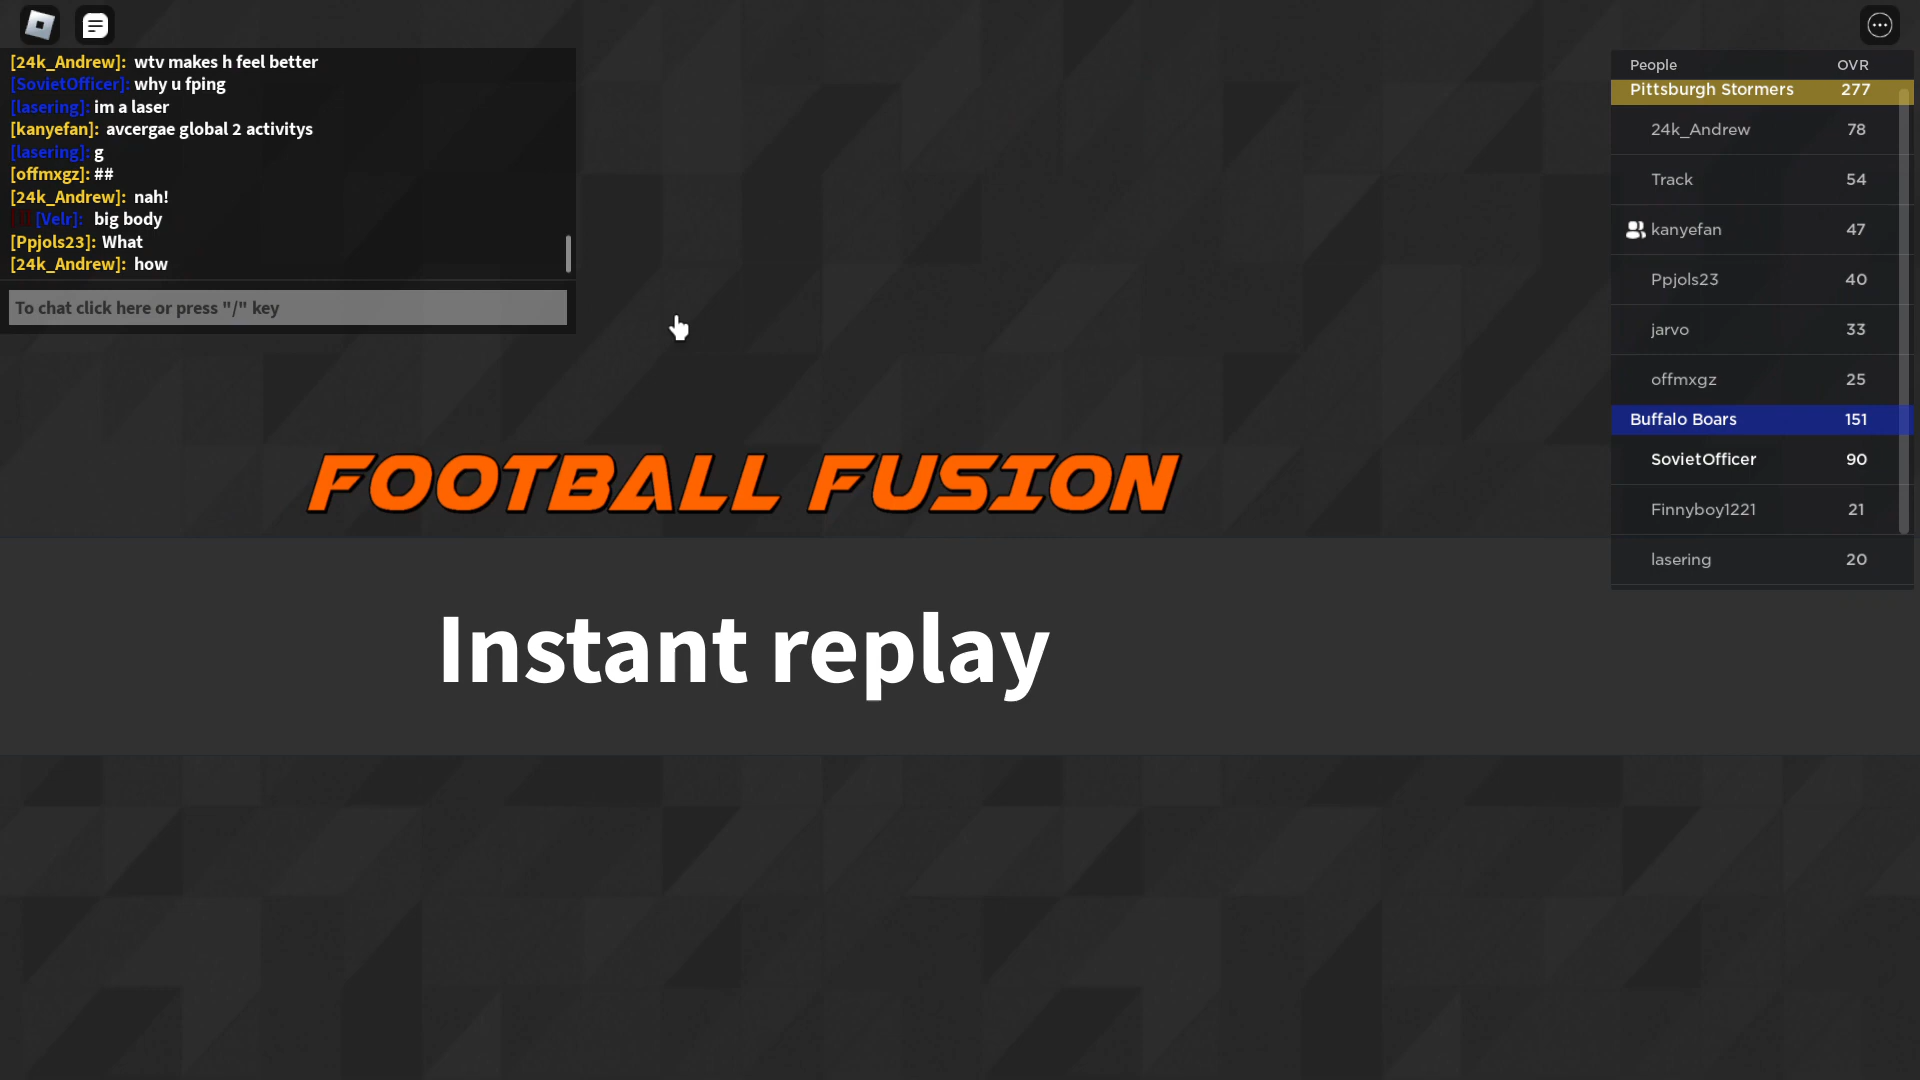 [24k_Andrew]: wtv makes h feel better
[SovietOfficer]: why u fping
[lasering]: im a laser
[kanyefan]: avcergae global 2 activitys
[lasering]: g
[offmxgz]: ##
[24k_Andrew]: nah!
[Velr]: big body
[Ppjols23]: What
[24k_Andrew]: how
To chat click here or press "/" key
People OVR
Pittsburgh Stormers 277
24k_Andrew 78
Track 54
kanyefan 47
Ppjols23 40
jarvo 33
offmxgz 25
Buffalo Boars 151
SovietOfficer 90
Finnyboy1221 21
lasering 20
FOOTBALL FUSION
Instant replay